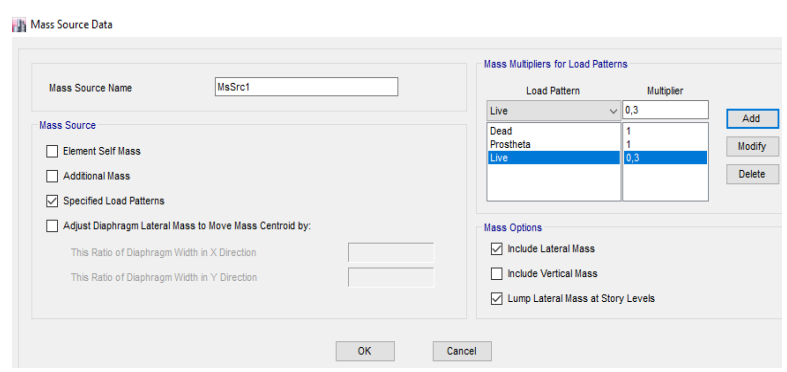 Mass Source Data
Mass Source Name
MsSrc1
Mass Source
Element Self Mass
Additional Mass
Specified Load Patterns
Adjust Diaphragm Lateral Mass to Move Mass Centroid by:
This Ratio of Diaphragm Width in X Direction
This Ratio of Diaphragm Width in Y Direction
Mass Multipliers for Load Patterns
Load Pattern Multiplier
Live 0,3
Dead 1
Prostheta 1
Live 0,3
Add
Modify
Delete
Mass Options
Include Lateral Mass
Include Vertical Mass
Lump Lateral Mass at Story Levels
OK Cancel